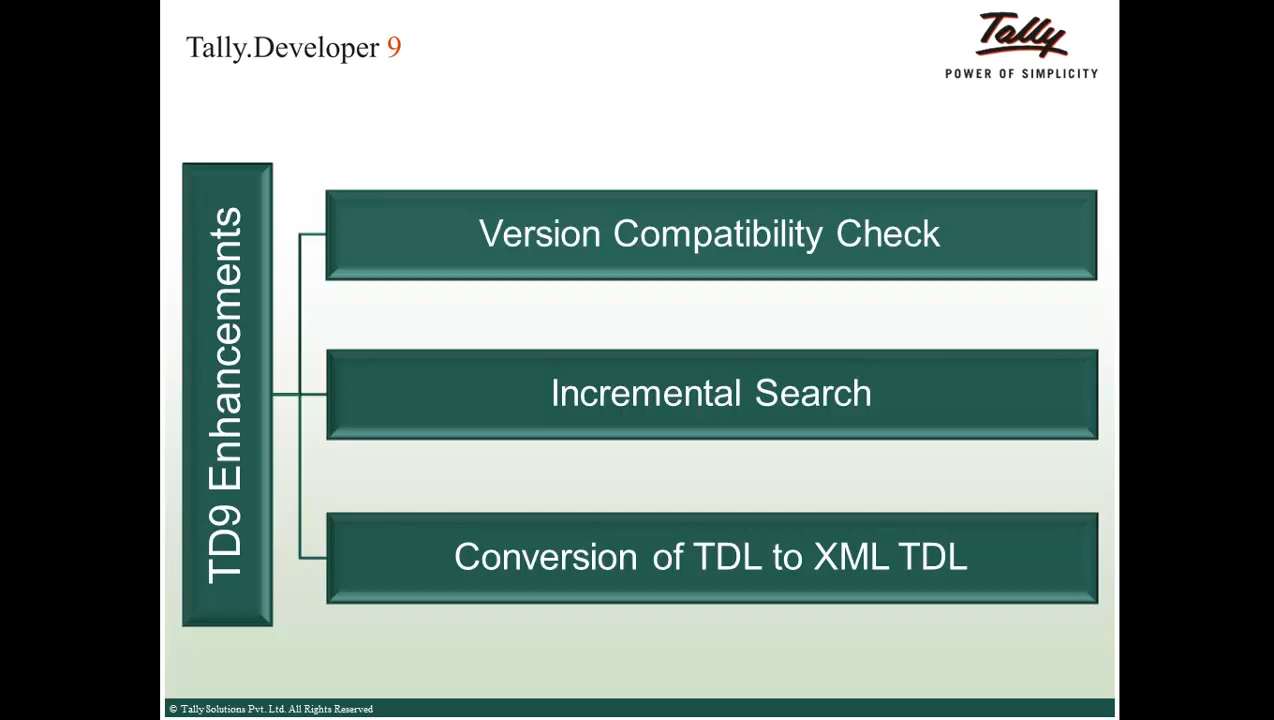 Tally.Developer 9
Tally
POWER OF SIMPLICITY
TD9 Enhancements
Version Compatibility Check
Incremental Search
Conversion of TDL to XML TDL
© Tally Solutions Pvt. Ltd. All Rights Reserved